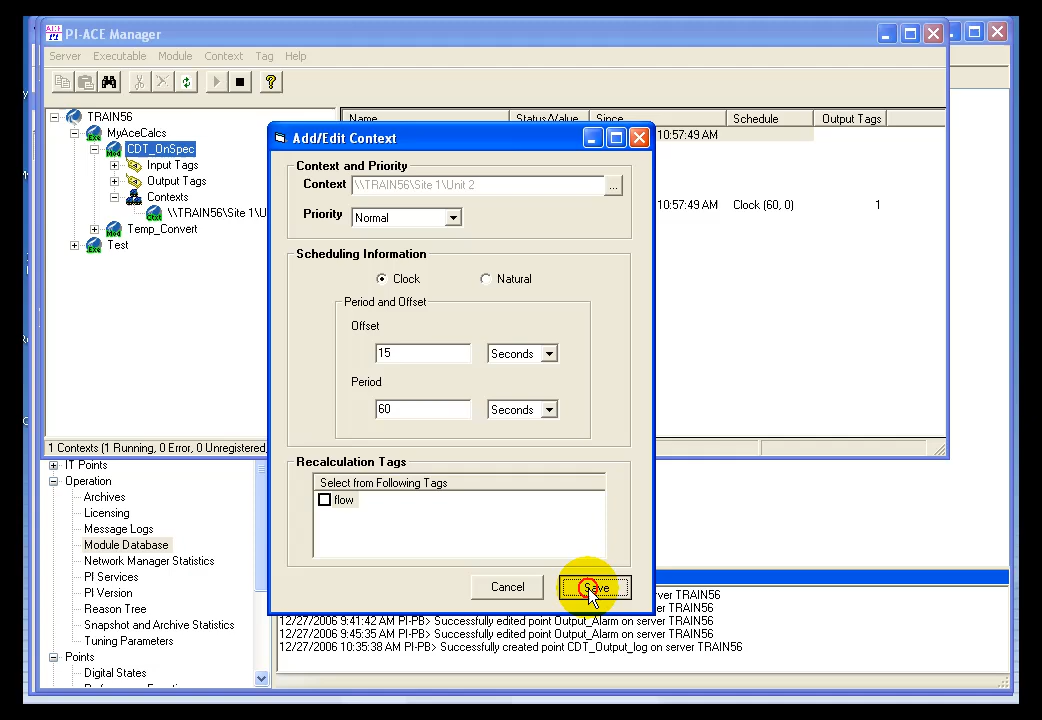 PI-ACE Manager
Server Executable Module Context Tag Help
TRAIN56
MyAceCalcs
CDT_OnSpec
Input Tags
Output Tags
Contexts
\\TRAIN56\Site 1\U
Temp_Convert
Test
Name Status/Value Since Schedule Output Tags
10:57:49 AM
10:57:49 AM Clock (60, 0) 1
Add/Edit Context
Context and Priority
Context \\TRAIN56\Site 1\Unit 2 ...
Priority Normal
Scheduling Information
Clock Natural
Period and Offset
Offset
15 Seconds
Period
60 Seconds
Recalculation Tags
Select from Following Tags
flow
Cancel Save
1 Contexts (1 Running, 0 Error, 0 Unregistered,
IT Points
Operation
Archives
Licensing
Message Logs
Module Database
Network Manager Statistics
PI Services
PI Version
Reason Tree
Snapshot and Archive Statistics
Tuning Parameters
Points
Digital States
ver TRAIN56
ver TRAIN56
12/27/2006 9:41:42 AM PI-PB> Successfully edited point Output_Alarm on server TRAIN56
12/27/2006 9:45:35 AM PI-PB> Successfully edited point Output_Alarm on server TRAIN56
12/27/2006 10:35:38 AM PI-PB> Successfully created point CDT_Output_log on server TRAIN56